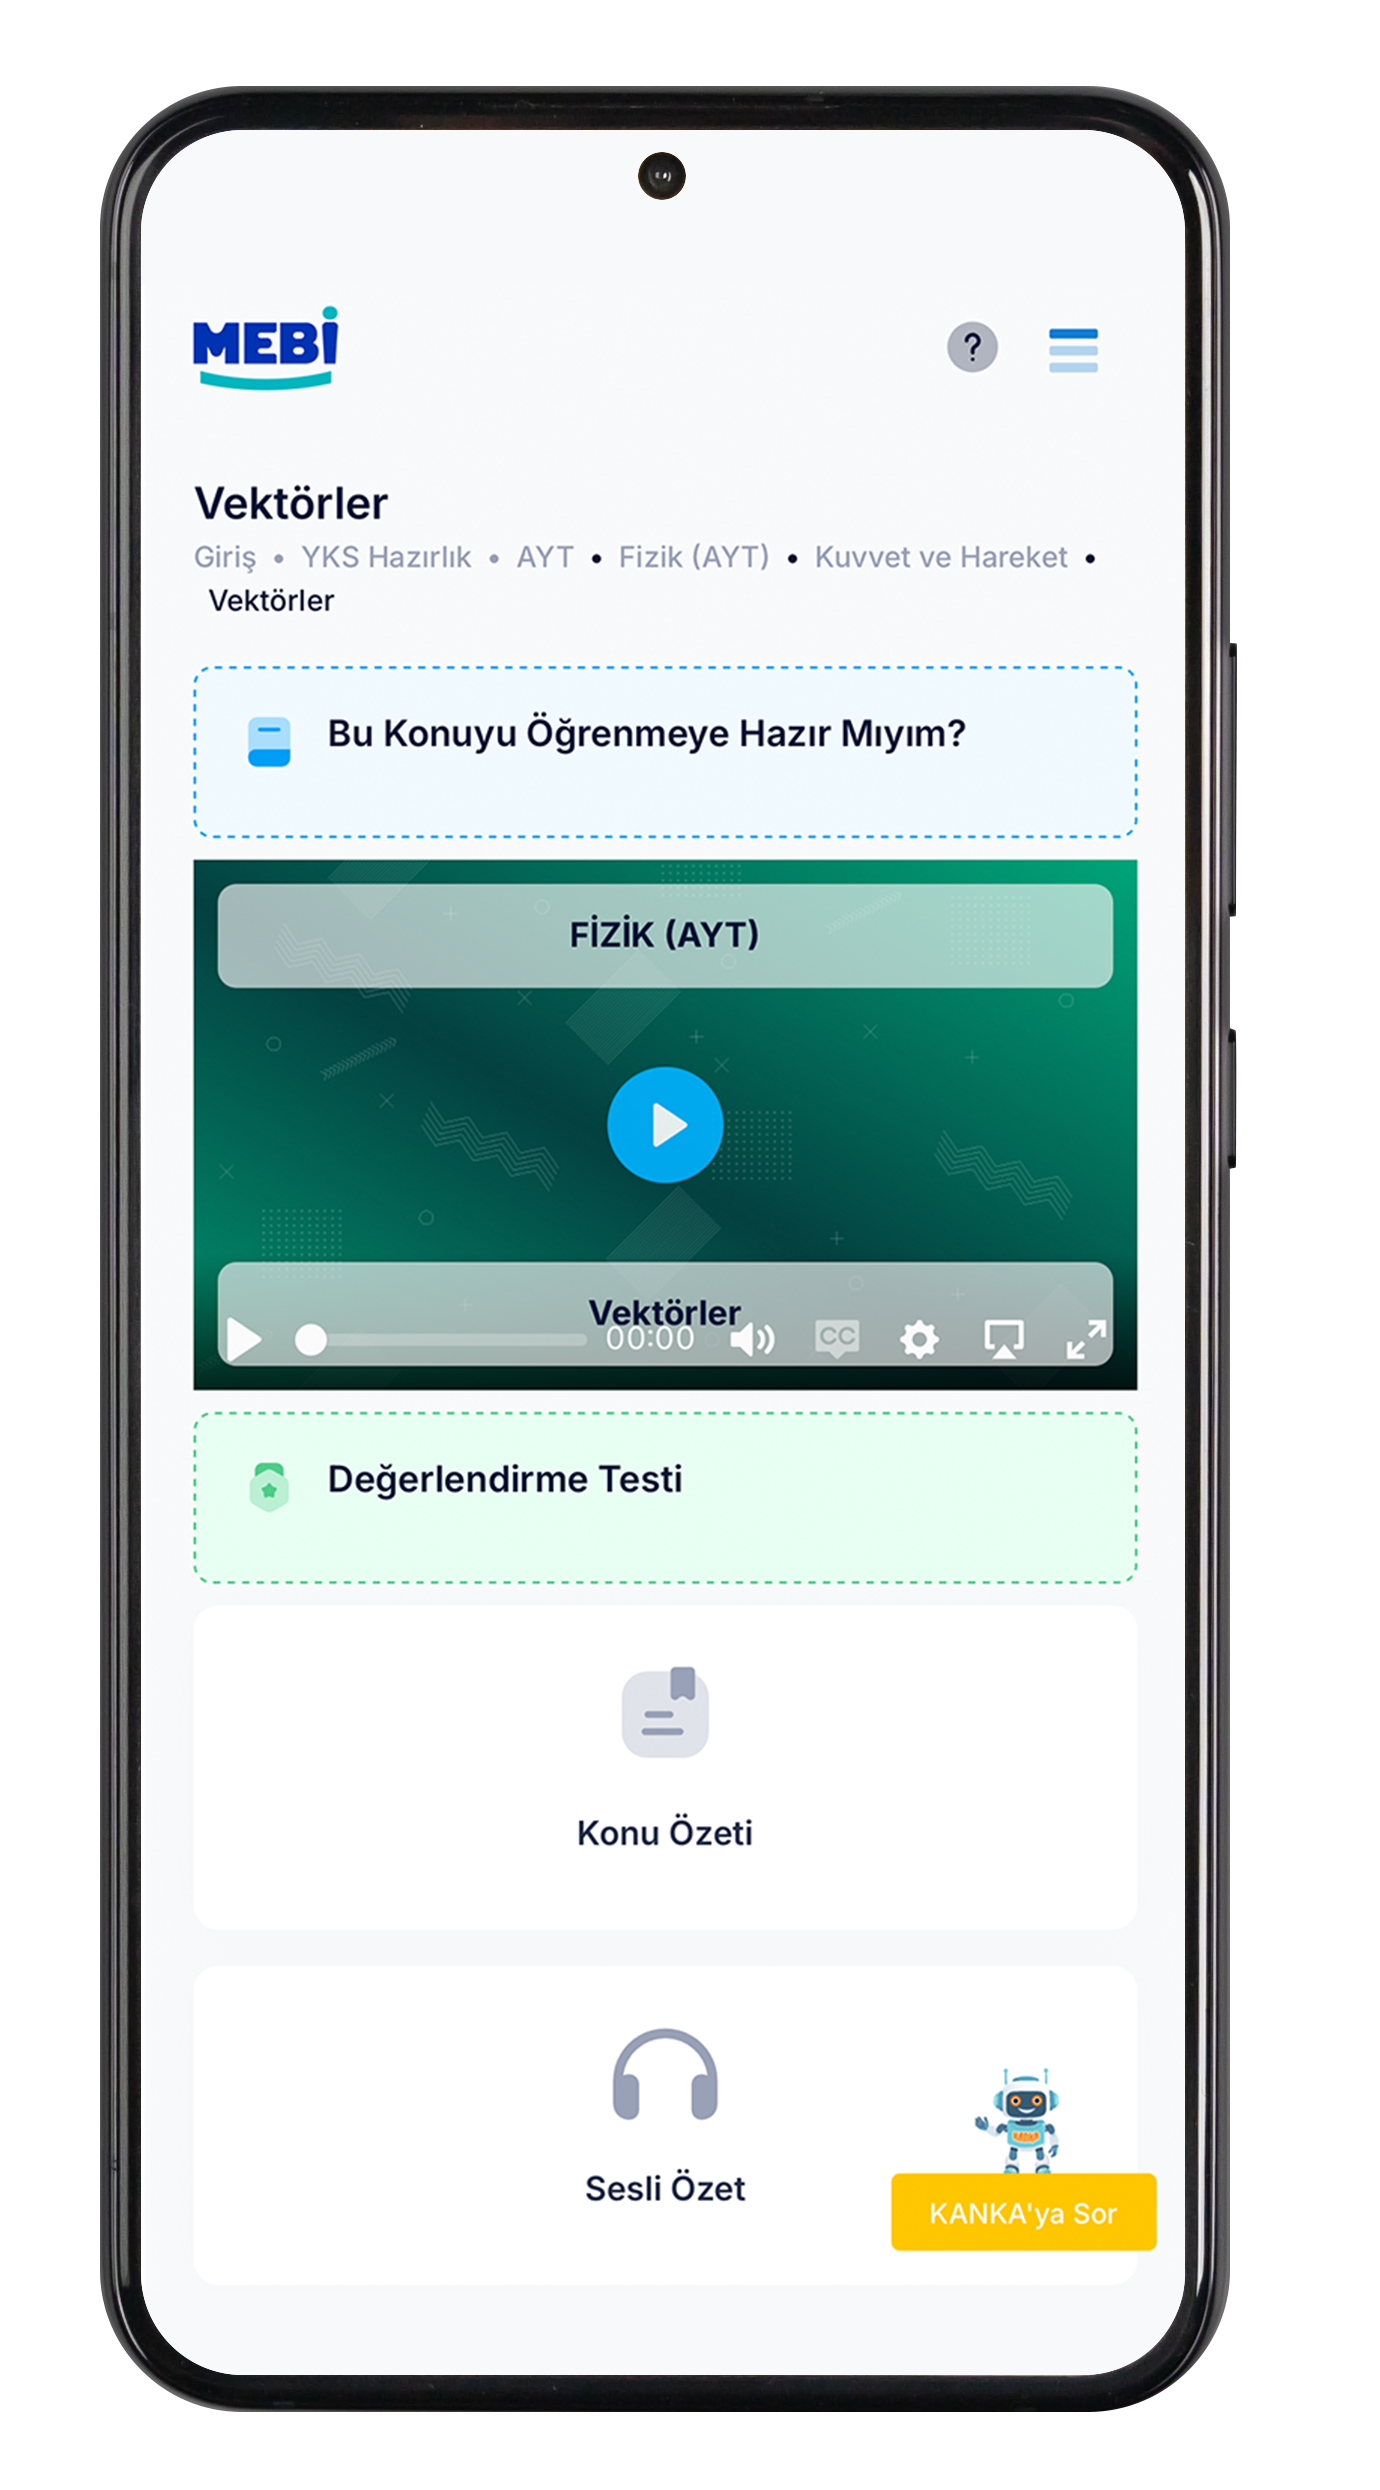 MEBİ
?
Vektörler
Giriş • YKS Hazırlık • AYT • Fizik (AYT) • Kuvvet ve Hareket •
Vektörler
Bu Konuyu Öğrenmeye Hazır Mıyım?
FİZİK (AYT)
Vektörler
00:00
CC
Değerlendirme Testi
Konu Özeti
Sesli Özet
KANKA
KANKA'ya Sor